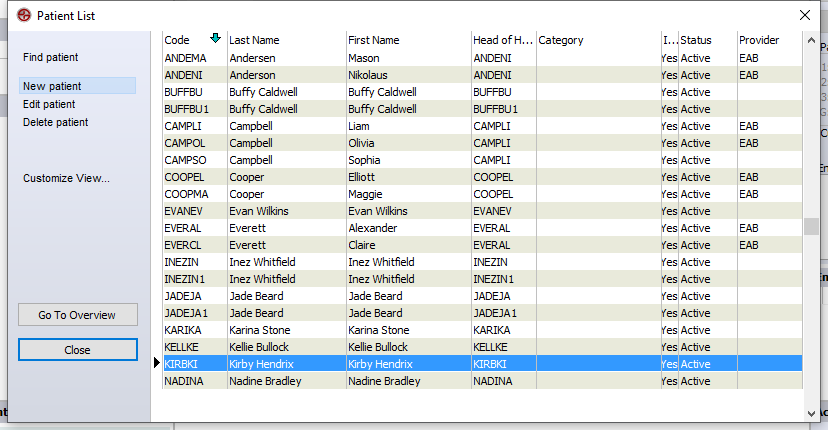 Patient List
Find patient
New patient
Edit patient
Delete patient
Customize View...
Go To Overview
Close
Code Last Name First Name Head of H... Category I... Status Provider
ANDEMA Andersen Mason ANDENI Yes Active EAB
ANDENI Anderson Nikolaus ANDENI Yes Active EAB
BUFFBU Buffy Caldwell Buffy Caldwell BUFFBU Yes Active
BUFFBU1 Buffy Caldwell Buffy Caldwell BUFFBU1 Yes Active
CAMPLI Campbell Liam CAMPLI Yes Active EAB
CAMPOL Campbell Olivia CAMPLI Yes Active EAB
CAMPSO Campbell Sophia CAMPLI Yes Active
COOPEL Cooper Elliott COOPEL Yes Active EAB
COOPMA Cooper Maggie COOPEL Yes Active EAB
EVANEV Evan Wilkins Evan Wilkins EVANEV Yes Active
EVERAL Everett Alexander EVERAL Yes Active EAB
EVERCL Everett Claire EVERAL Yes Active EAB
INEZIN Inez Whitfield Inez Whitfield INEZIN Yes Active
INEZIN1 Inez Whitfield Inez Whitfield INEZIN1 Yes Active
JADEJA Jade Beard Jade Beard JADEJA Yes Active
JADEJA1 Jade Beard Jade Beard JADEJA1 Yes Active
KARIKA Karina Stone Karina Stone KARIKA Yes Active
KELLKE Kellie Bullock Kellie Bullock KELLKE Yes Active
KIRBKI Kirby Hendrix Kirby Hendrix KIRBKI Yes Active
NADINA Nadine Bradley Nadine Bradley NADINA Yes Active